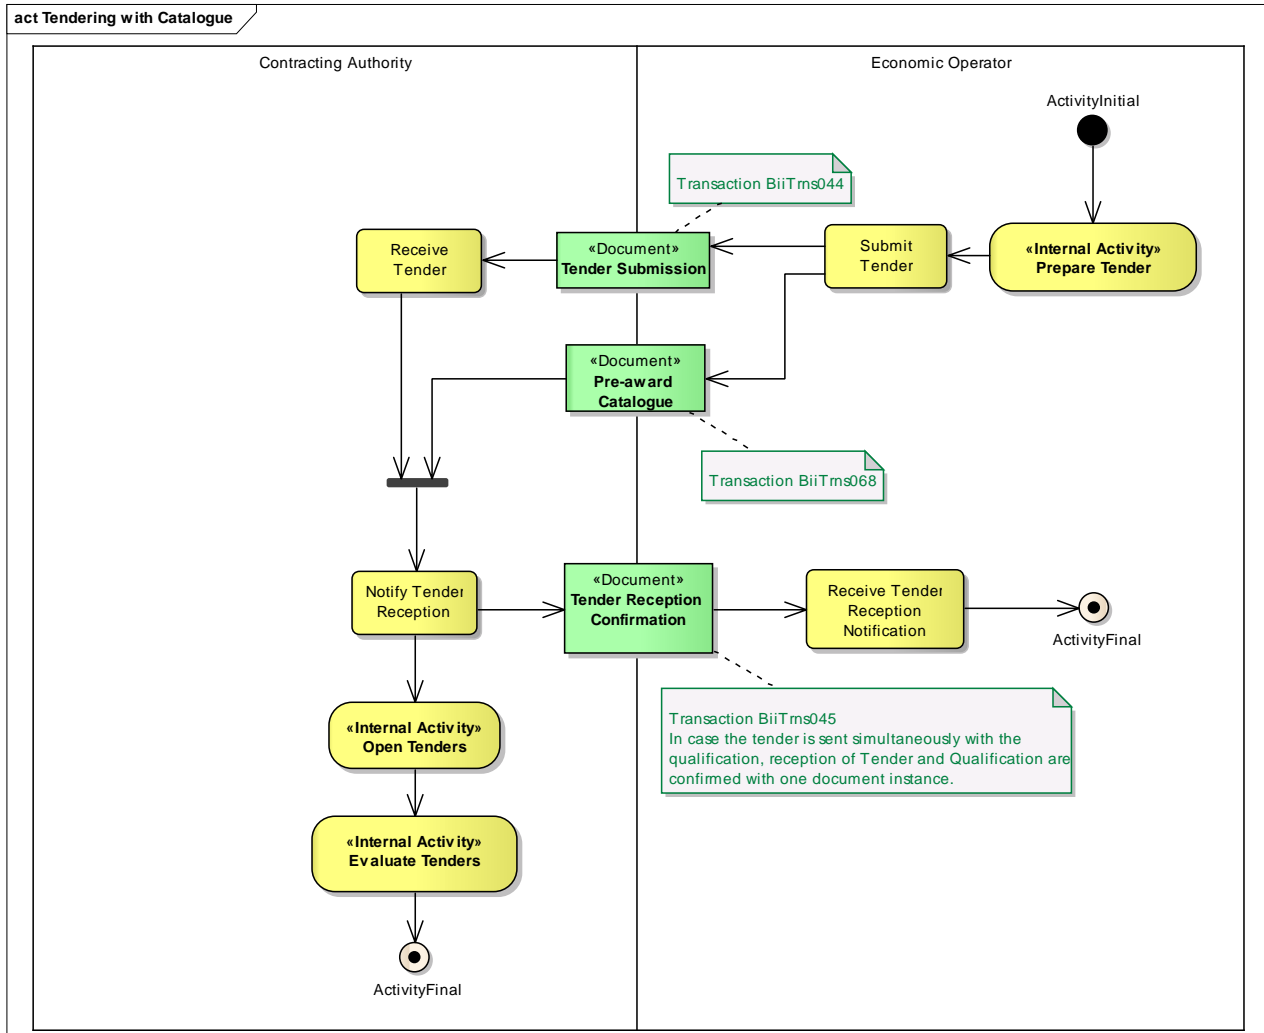 act Tendering with Catalogue
Contracting Authority
Economic Operator
ActivityInitial
Transaction BiiTrns044
Receive
Tender
«Document»
Tender Submission
Submit
Tender
«Internal Activity»
Prepare Tender
«Document»
Pre-award
Catalogue
Transaction BiiTrns068
Notify Tender
Reception
«Document»
Tender Reception
Confirmation
Receive Tender
Reception
Notification
ActivityFinal
«Internal Activity»
Open Tenders
Transaction BiiTrns045
In case the tender is sent simultaneously with the
qualification, reception of Tender and Qualification are
confirmed with one document instance.
«Internal Activity»
Evaluate Tenders
ActivityFinal